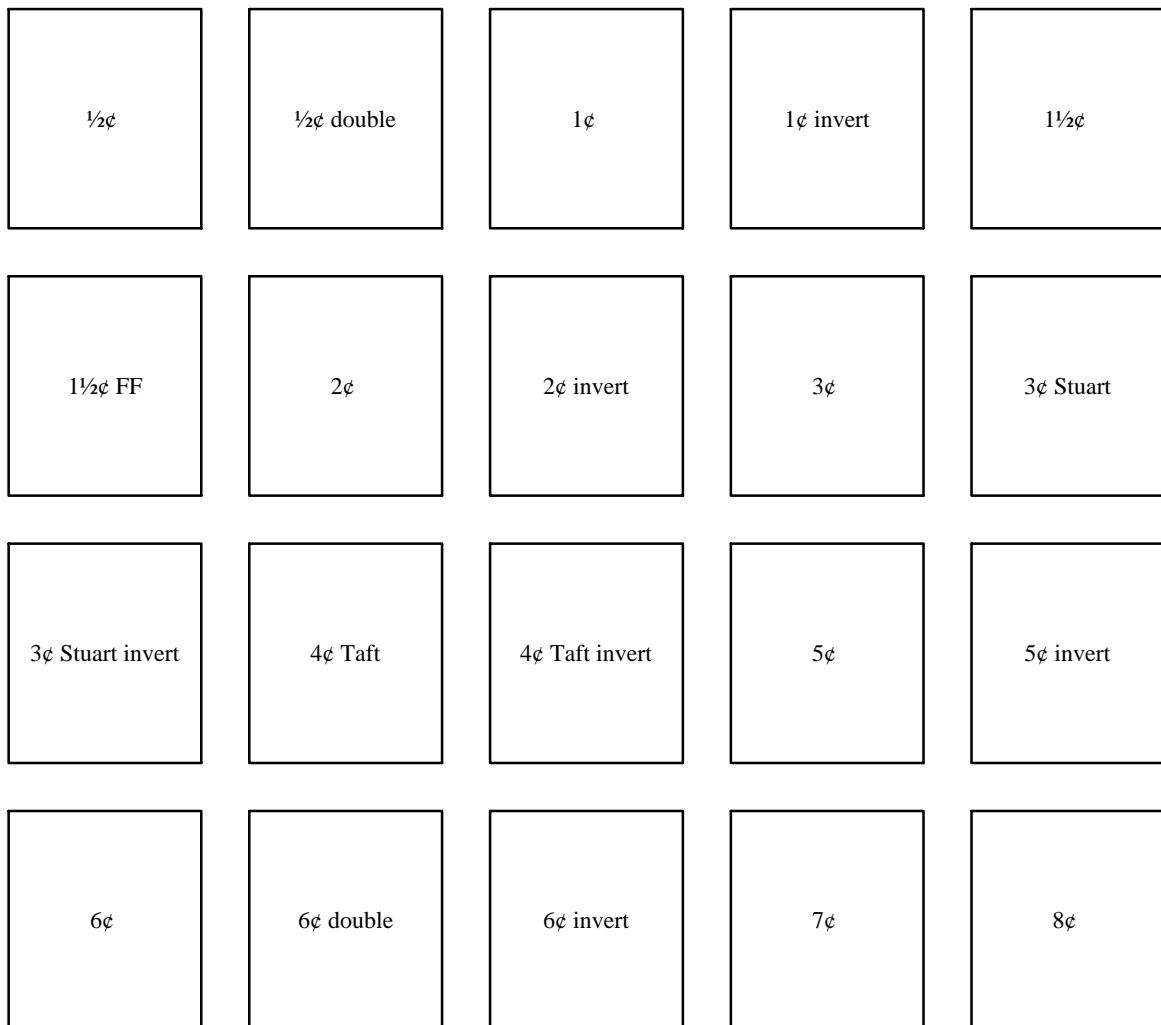 ½¢
½¢ double
1¢
1¢ invert
1½¢
1½¢ FF
2¢
2¢ invert
3¢
3¢ Stuart
3¢ Stuart invert
4¢ Taft
4¢ Taft invert
5¢
5¢ invert
6¢
6¢ double
6¢ invert
7¢
8¢